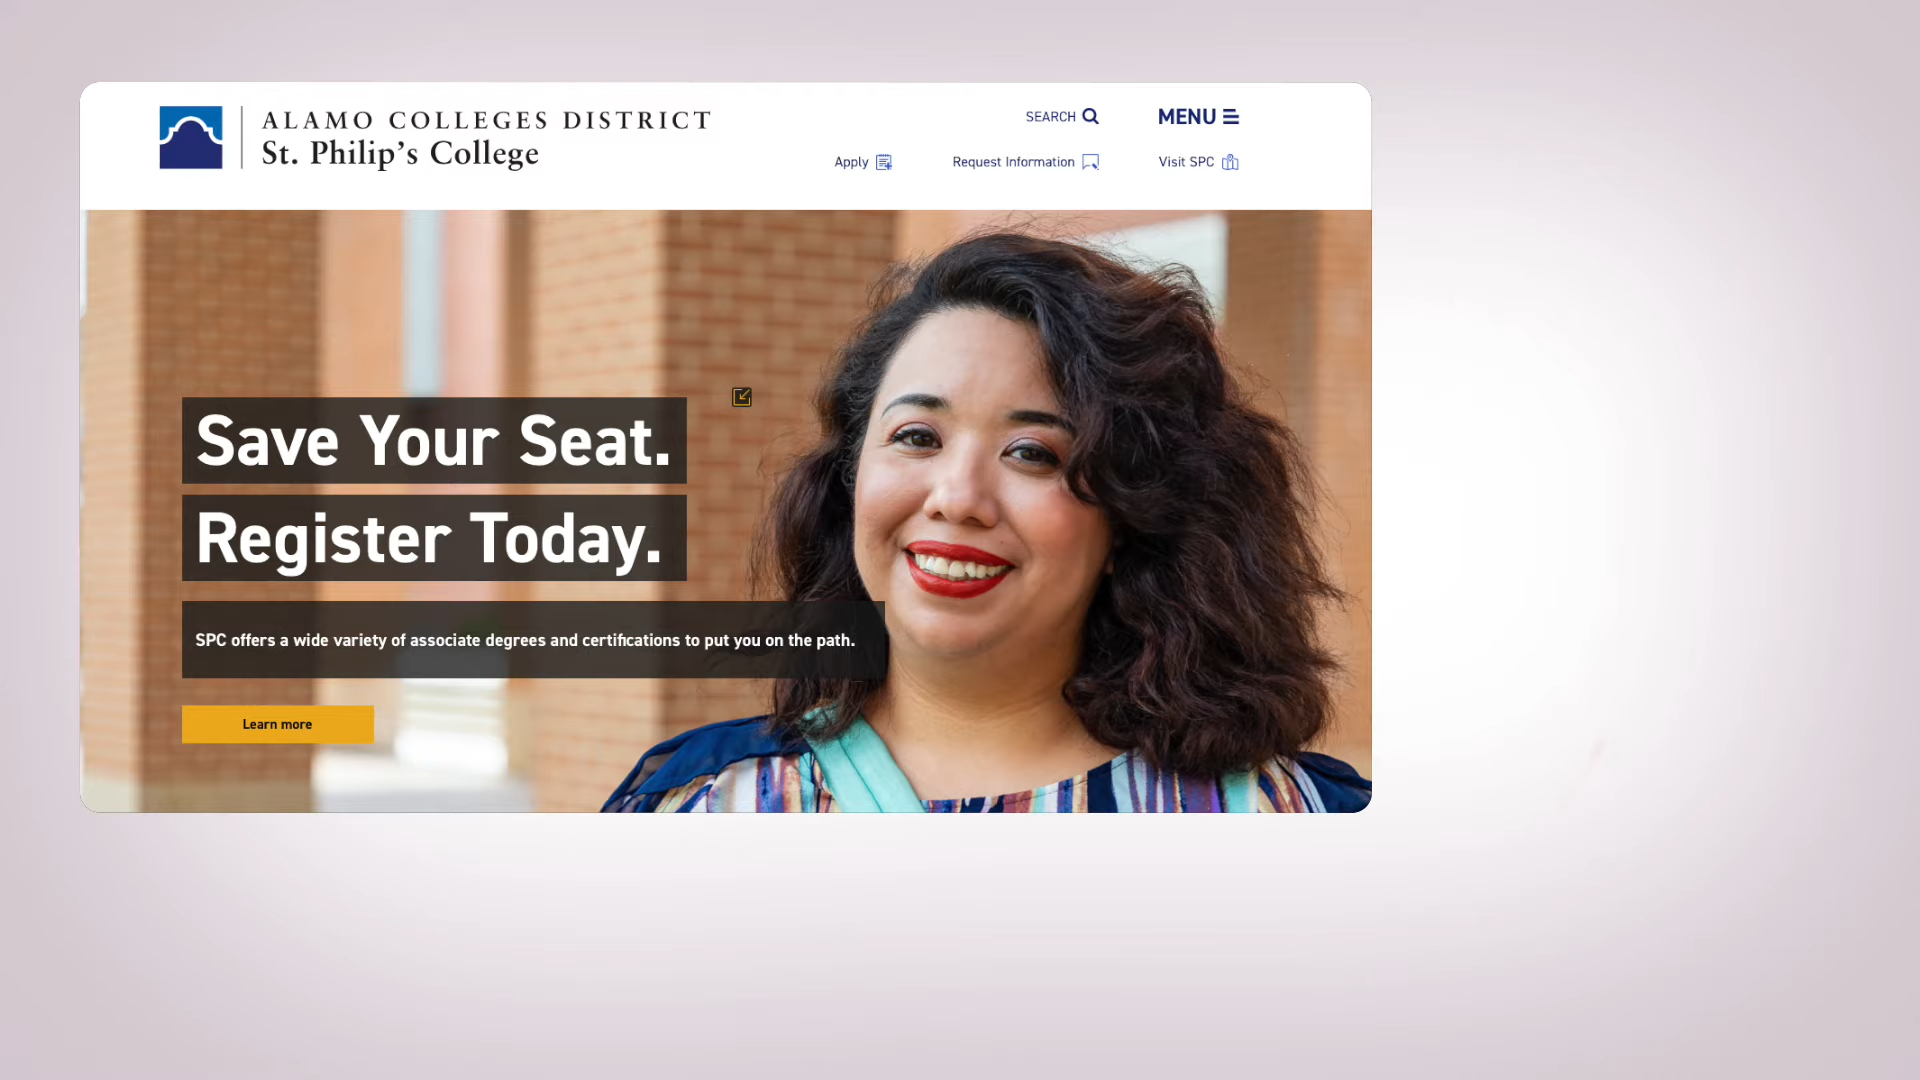 ALAMO COLLEGES DISTRICT
St. Philip's College
SEARCH
MENU
Apply
Request Information
Visit SPC
Save Your Seat.
Register Today.
SPC offers a wide variety of associate degrees and certifications to put you on the path.
Learn more